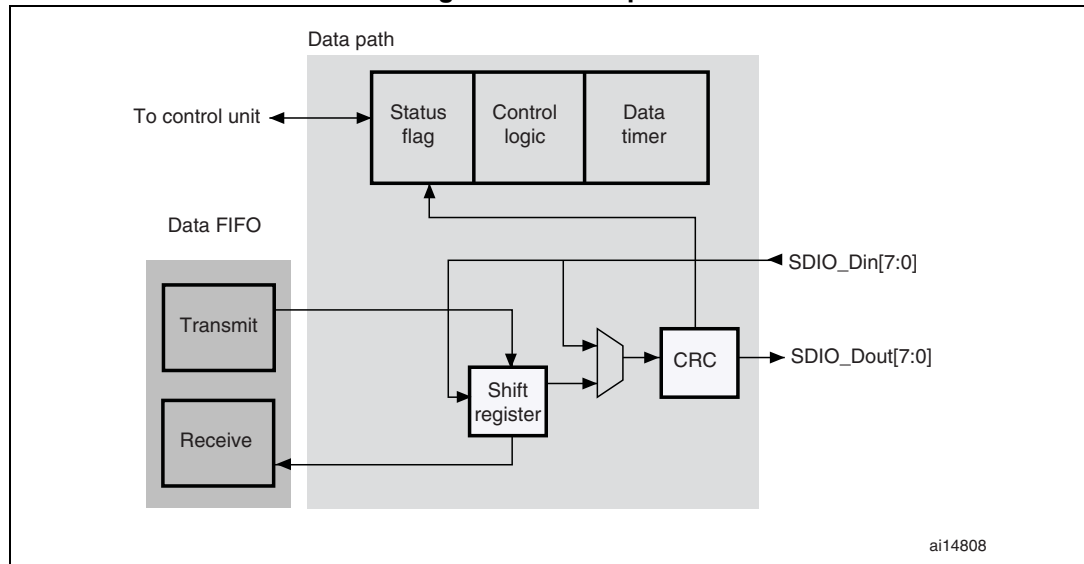 Data path
To control unit
Status
flag
Control
logic
Data
timer
Data FIFO
SDIO_Din[7:0]
Transmit
CRC
SDIO_Dout[7:0]
Shift
register
Receive
ai14808